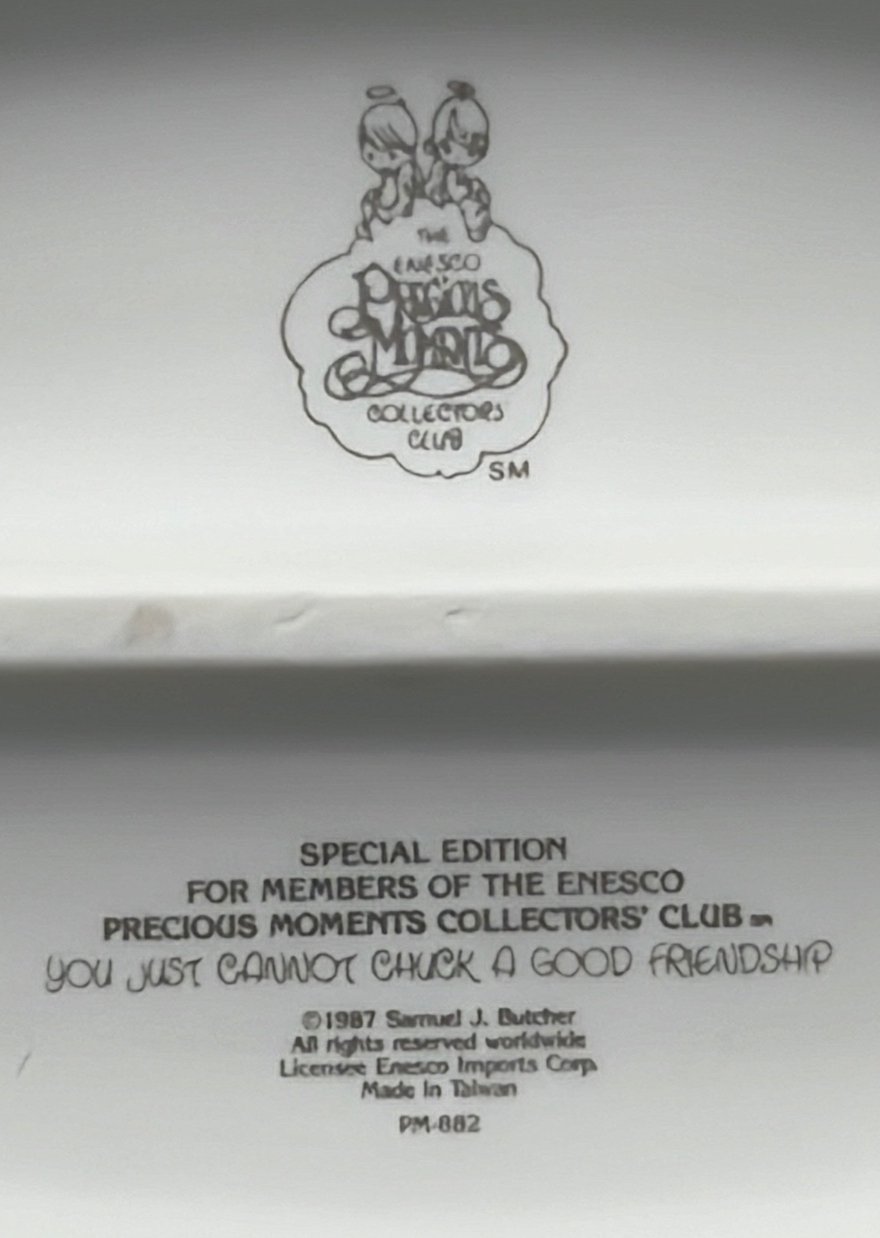 THE
ENESCO
PRECIOUS
MOMENTS
COLLECTORS
CLUB
SM
SPECIAL EDITION
FOR MEMBERS OF THE ENESCO
PRECIOUS MOMENTS COLLECTORS' CLUB SM
YOU JUST CANNOT CHUCK A GOOD FRIENDSHIP
©1987 Samuel J. Butcher
All rights reserved worldwide
Licensee Enesco Imports Corp.
Made In Taiwan
PM-882